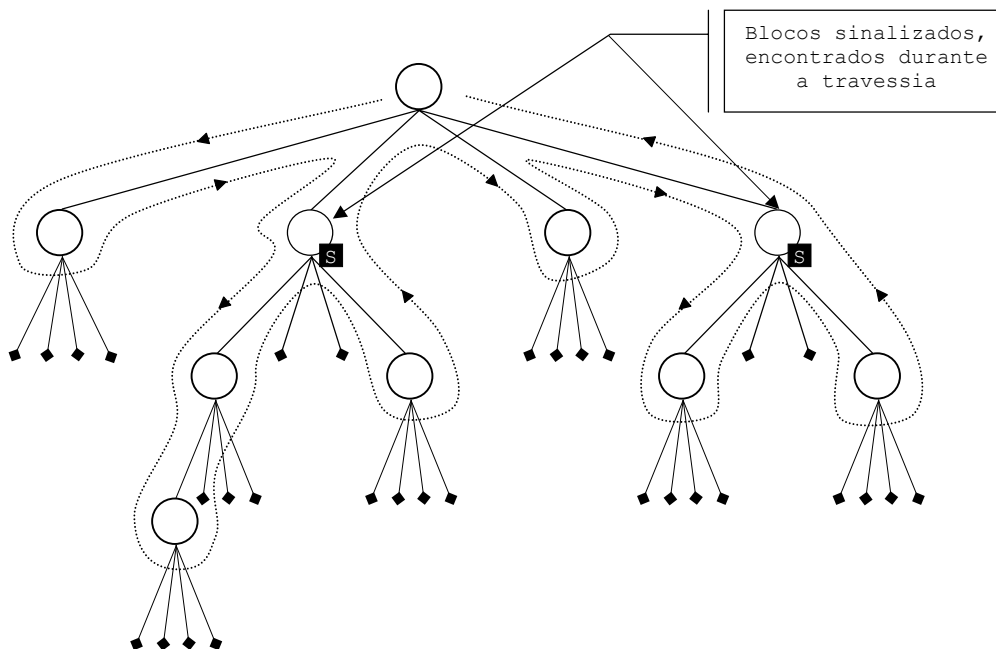 Blocos sinalizados,
encontrados durante
a travessia
S
S